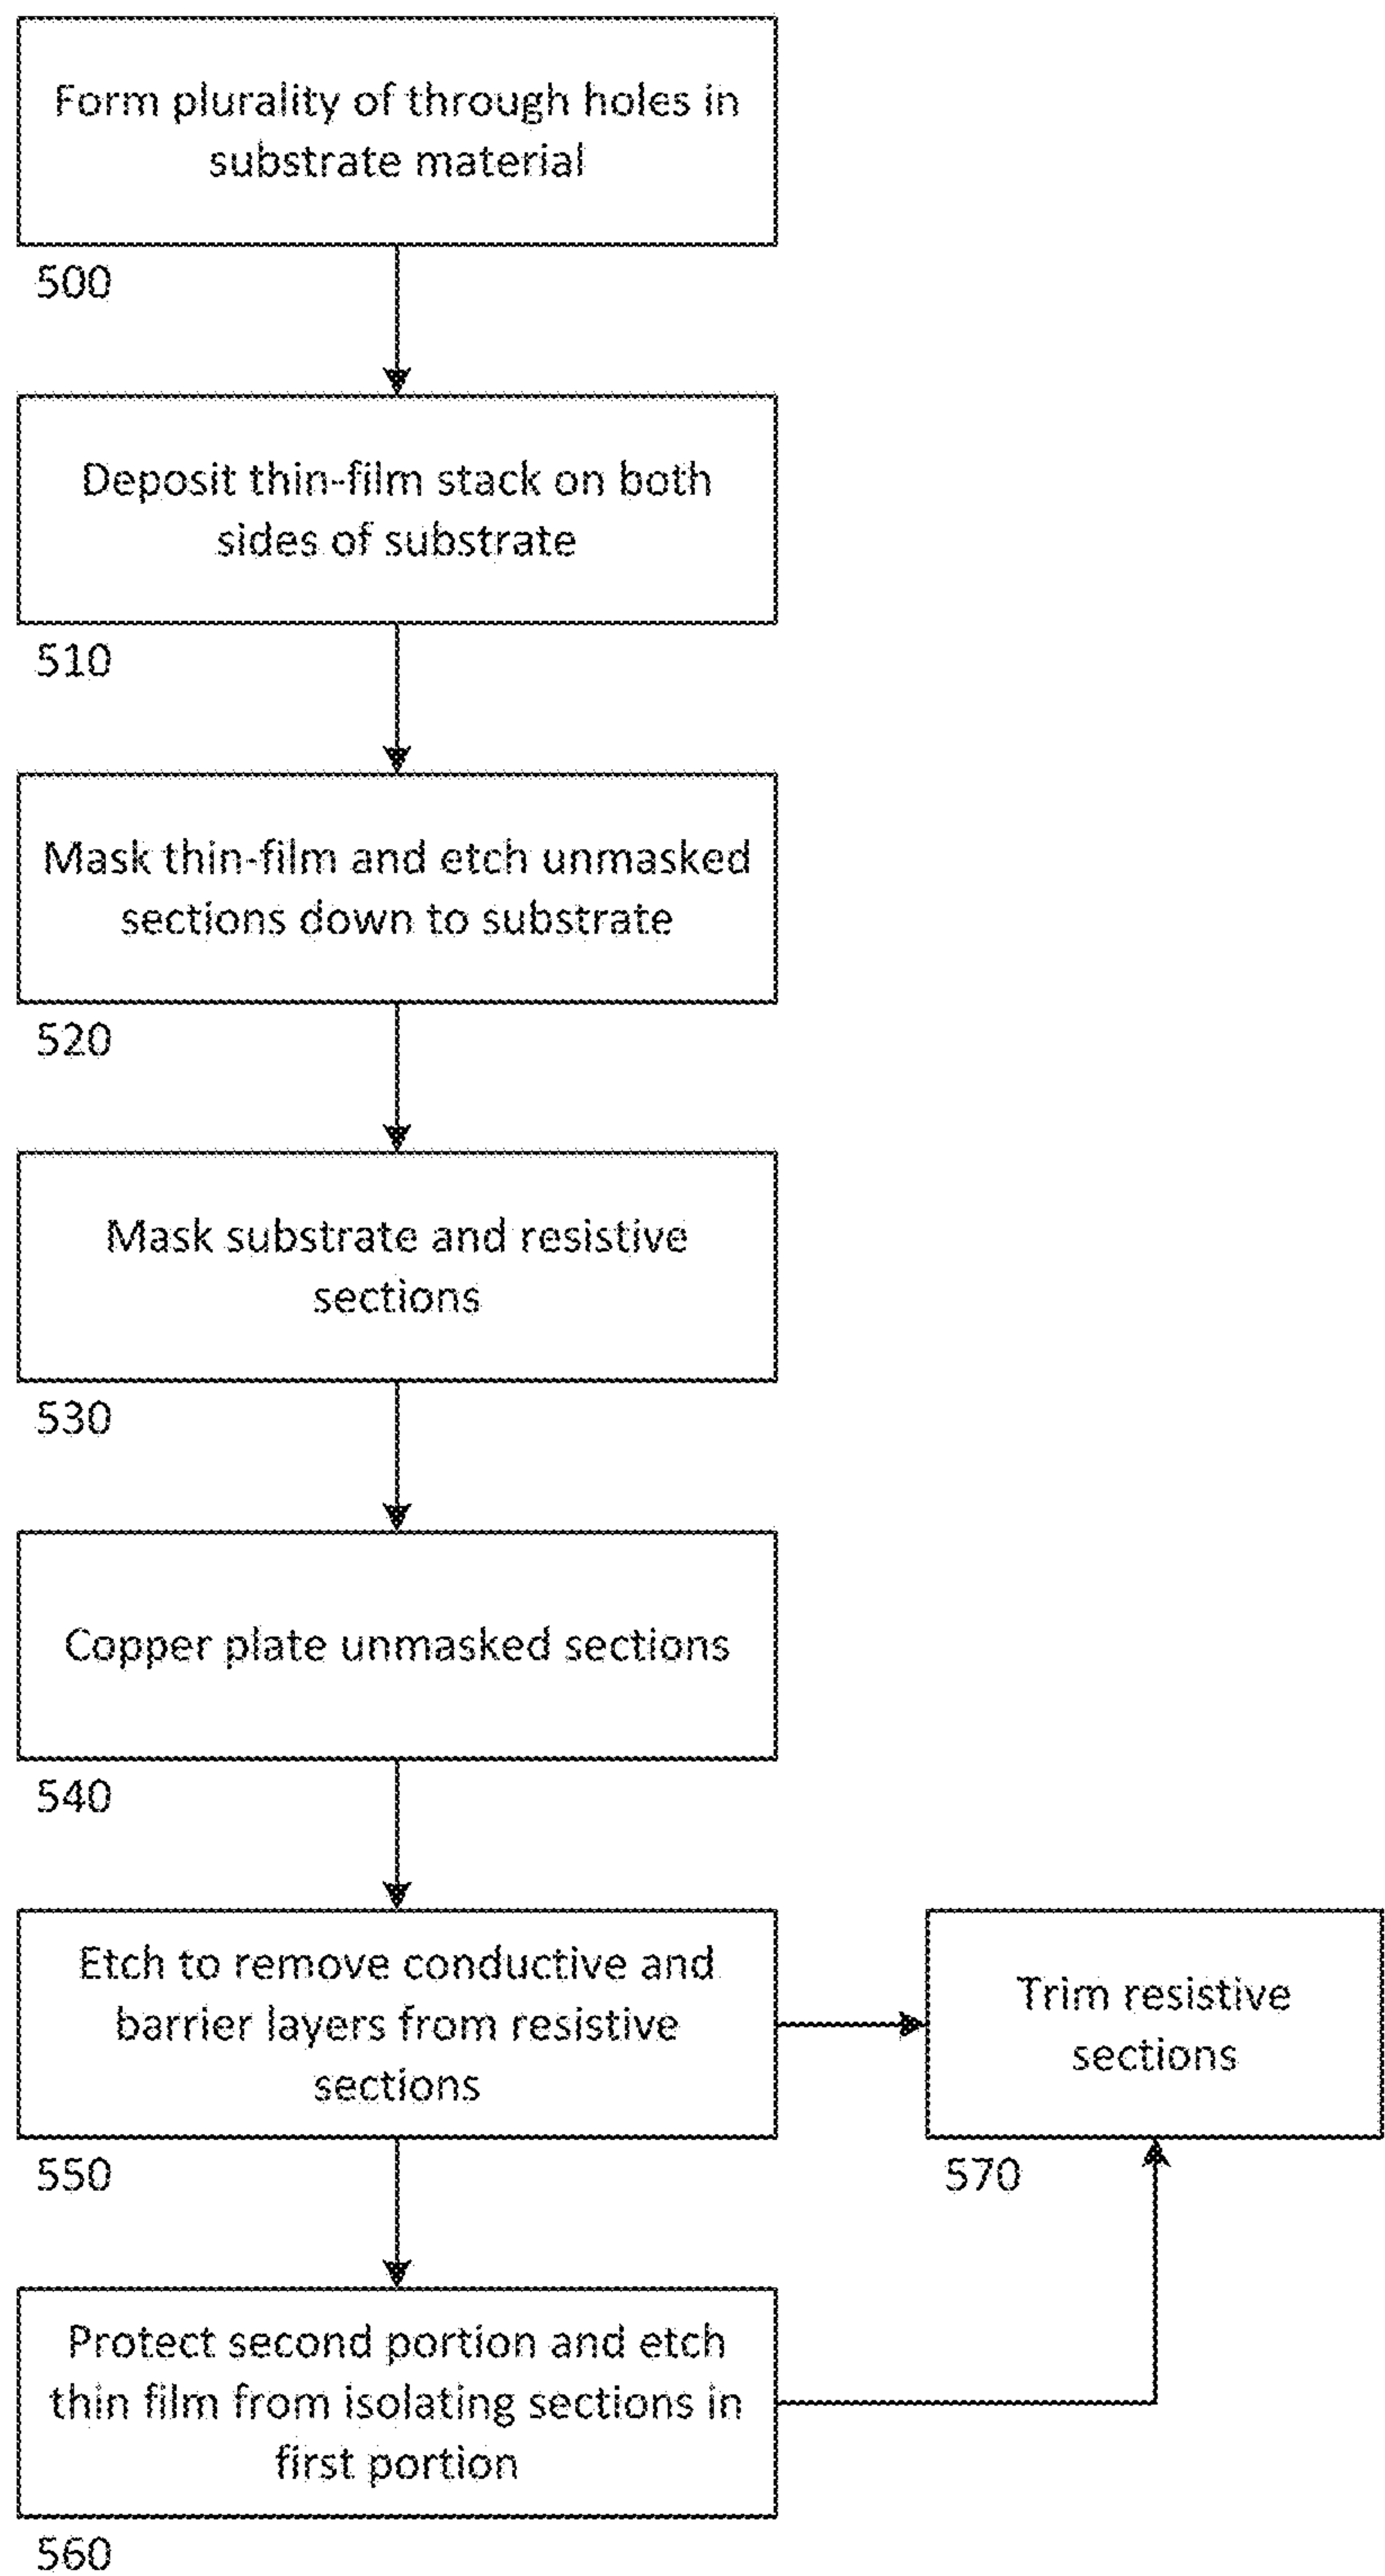 Form plurality of through holes in
substrate material
500
Deposit thin-film stack on both
sides of substrate
510
Mask thin-film and etch unmasked
sections down to substrate
520
Mask substrate and resistive
sections
530
Copper plate unmasked sections
540
Etch to remove conductive and
barrier layers from resistive
sections
550
Trim resistive
sections
570
Protect second portion and etch
thin film from isolating sections in
first portion
560